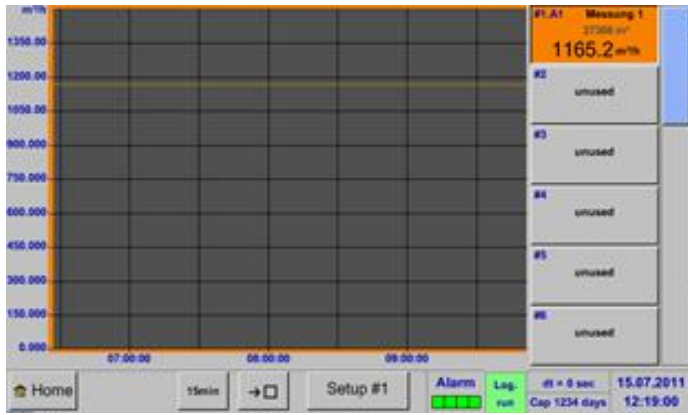 m³/h
1350.00
1200.00
1050.00
900.000
750.000
600.000
450.000
300.000
150.000
0.000
07:00:00 08:00:00 09:00:00
#1.A1 Messung 1
27366 m³
1165.2 m³/h
#2
unused
#3
unused
#4
unused
#5
unused
#6
unused
Home 15min Setup #1
Alarm
Log.
run
dt = 0 sec
Cap 1234 days
15.07.2011
12:19:00